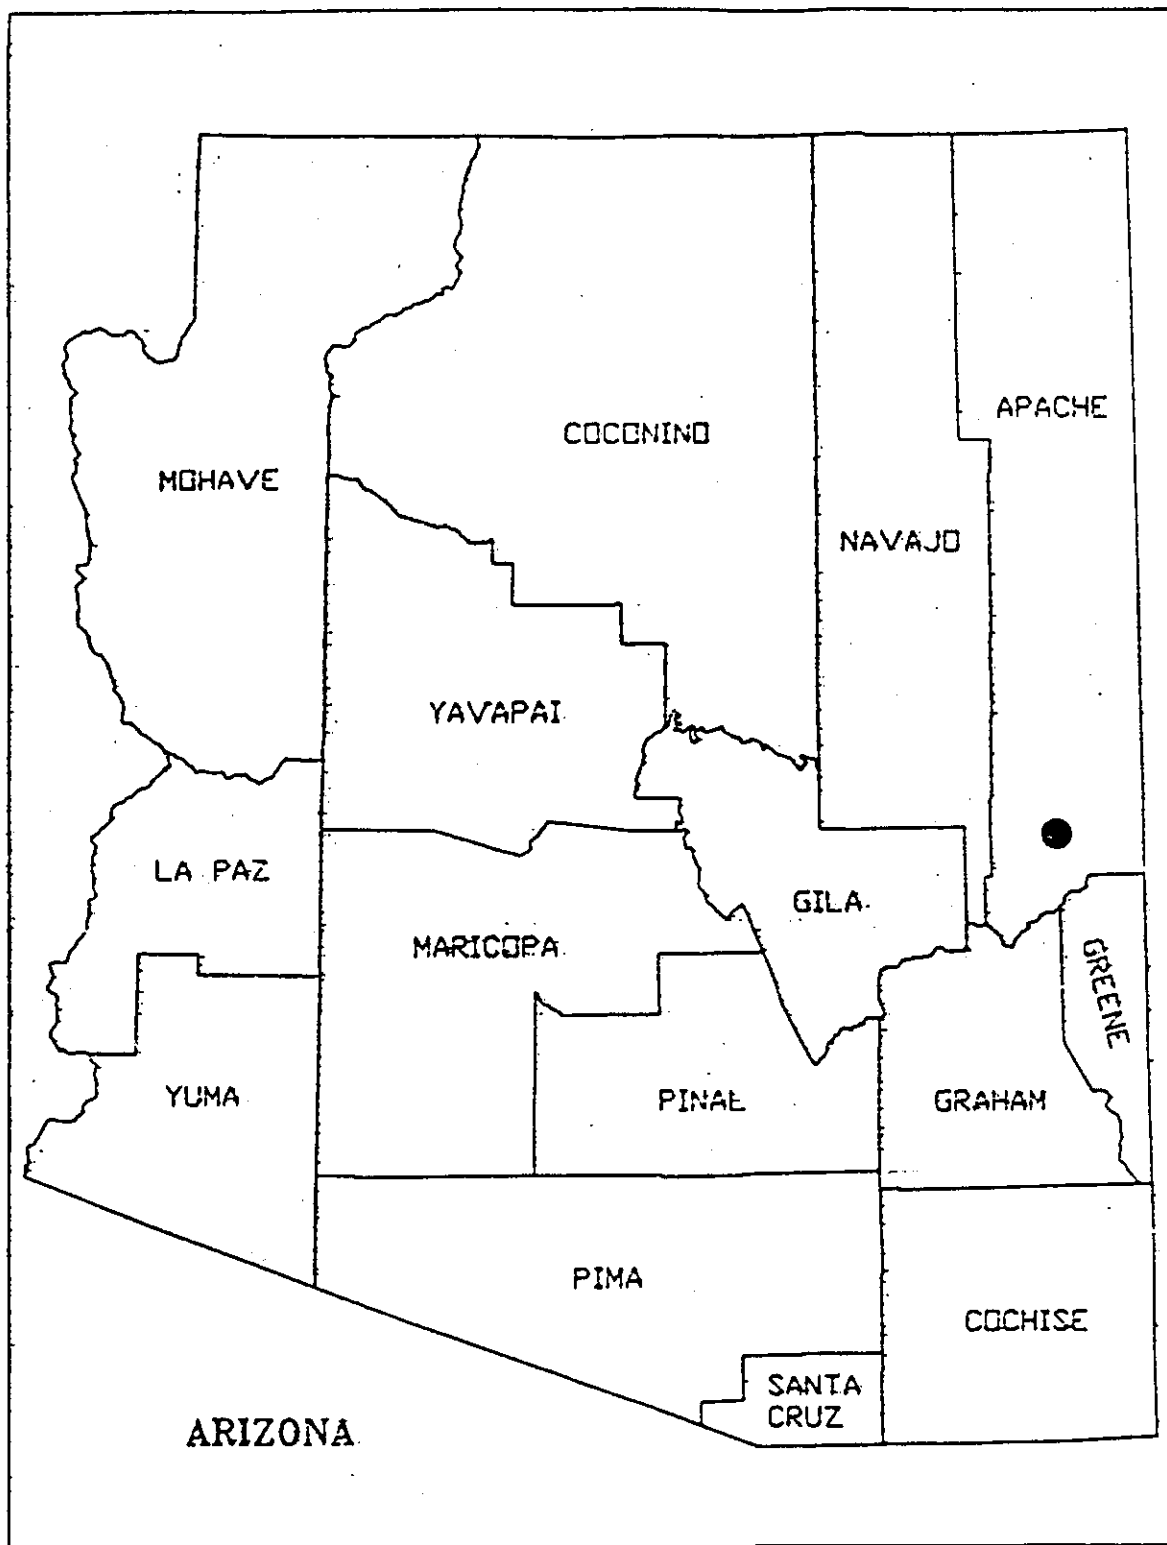 APACHE
COCONINO
MOHAVE
NAVAJO
YAVAPAI
LA PAZ
GILA
MARICOPA
GREENE
YUMA
PINAL
GRAHAM
PIMA
COCHISE
SANTA
CRUZ
ARIZONA